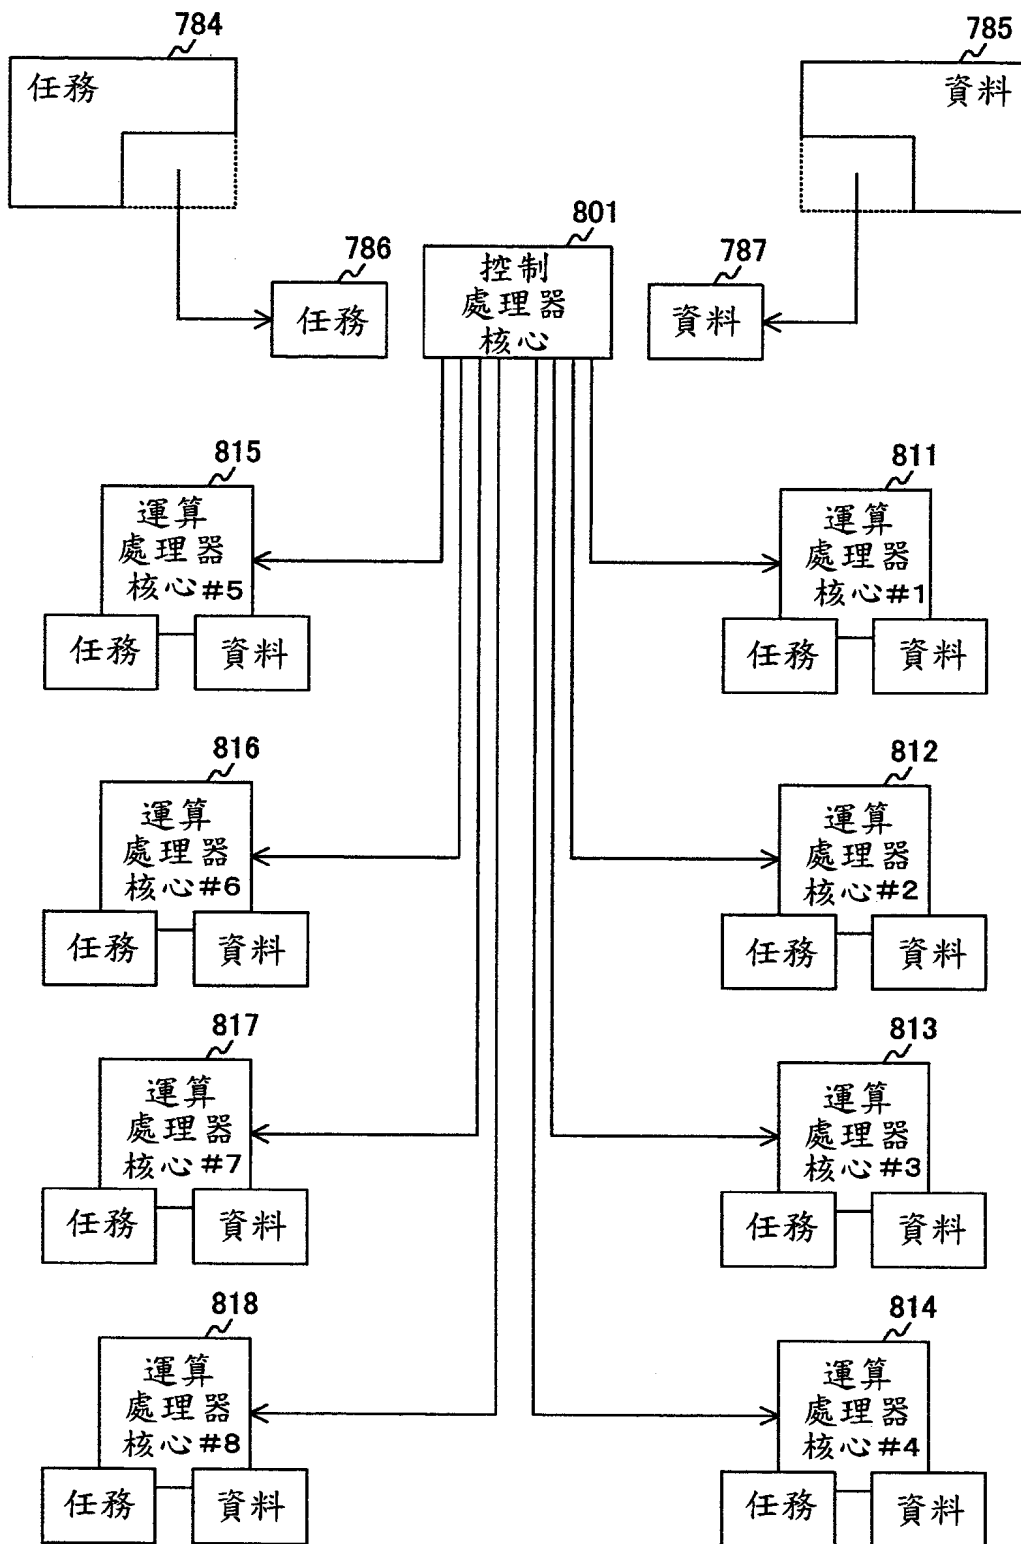 784
任務
785
資料
786
任務
801
控制
處理器
核心
787
資料
815
運算
處理器
核心#5
任務
資料
811
運算
處理器
核心#1
任務
資料
816
運算
處理器
核心#6
任務
資料
812
運算
處理器
核心#2
任務
資料
817
運算
處理器
核心#7
任務
資料
813
運算
處理器
核心#3
任務
資料
818
運算
處理器
核心#8
任務
資料
814
運算
處理器
核心#4
任務
資料